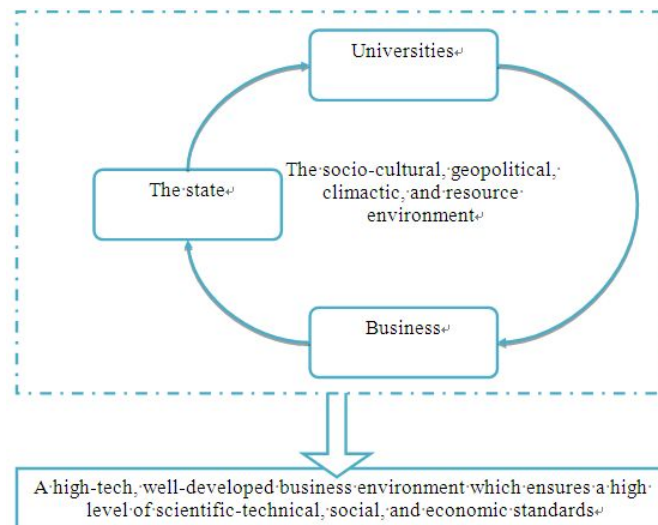 Universities
The state
The socio-cultural, geopolitical,
climactic, and resource
environment
Business
A high-tech, well-developed business environment which ensures a high
level of scientific-technical, social, and economic standards